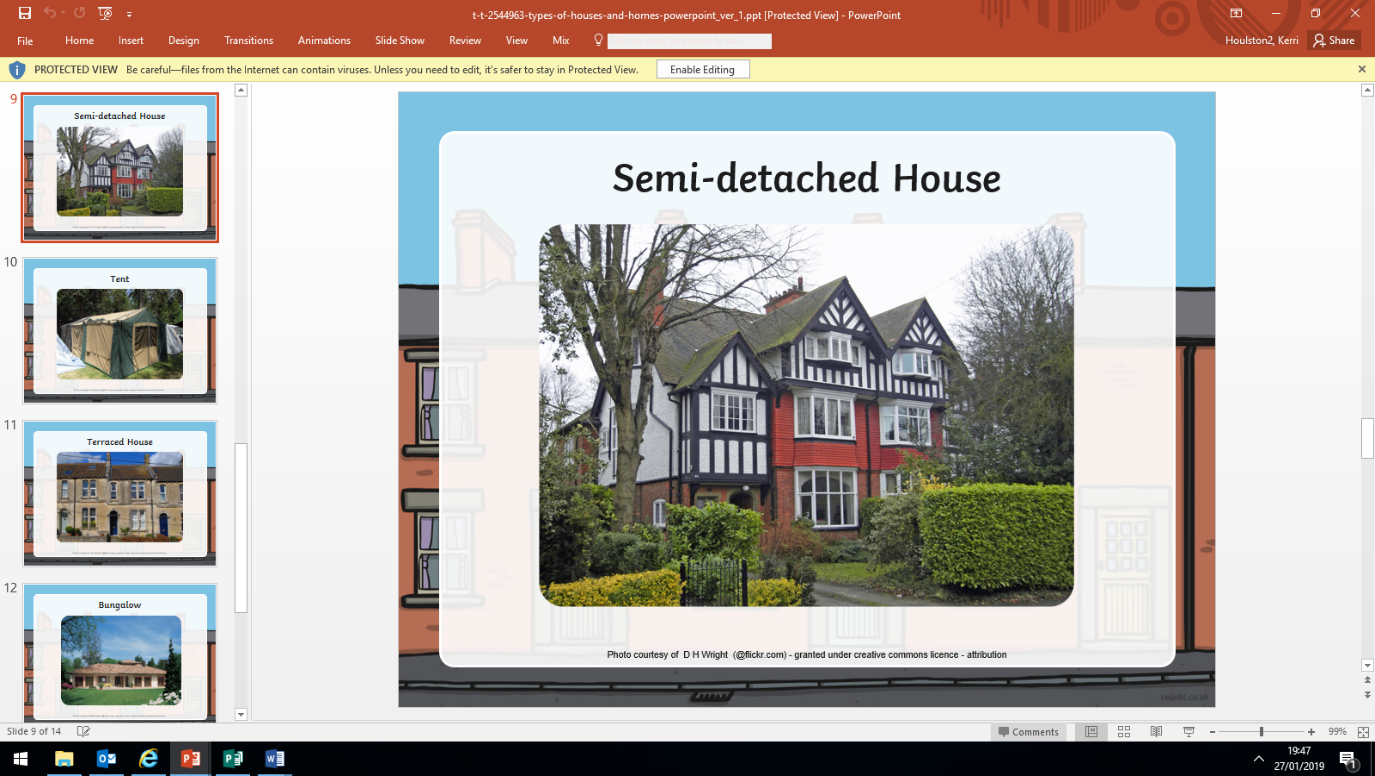 t-t-2544963-types-of-houses-and-homes-powerpoint_ver_1.ppt [Protected View] - PowerPoint
File Home Insert Design Transitions Animations Slide Show Review View Mix
Houlston2, Kerri Share
PROTECTED VIEW Be careful—files from the Internet can contain viruses. Unless you need to edit, it's safer to stay in Protected View. Enable Editing
9
Semi-detached House
10
Tent
11
Terraced House
12
Bungalow
Semi-detached House
Photo courtesy of D H Wright (@flickr.com) - granted under creative commons licence - attribution
twinkl.co.uk
Slide 9 of 14
Comments
99%
19:47
27/01/2019
1